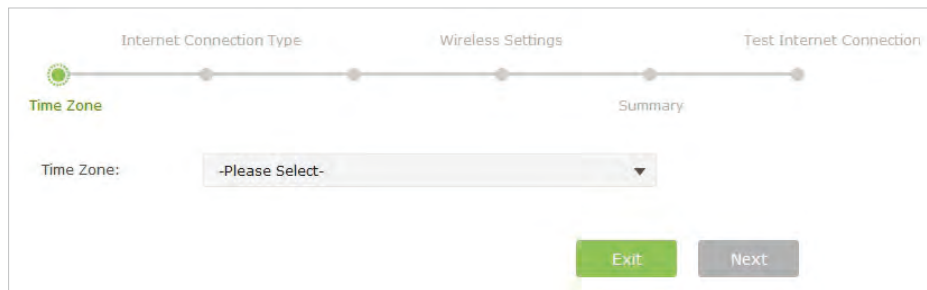 Internet Connection Type Wireless Settings Test Internet Connection
Time Zone Summary
Time Zone: -Please Select-
Exit Next